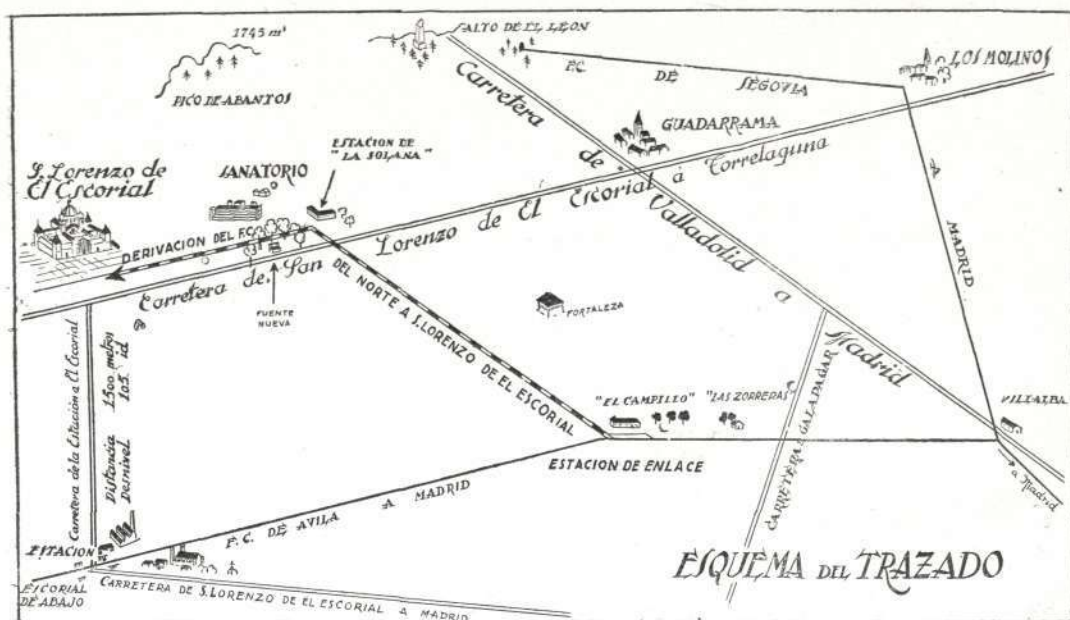 1745 m^s
PICO DE ABANTOS
ALTO DE EL LEON
F.C. DE SEGOVIA A MADRID
LOS MOLINOS
GUADARRAMA
Carretera de Valladolid a Madrid
ESTACION DE
"LA SOLANA"
SANATORIO
S. Lorenzo de
El Escorial
DERIVACION DEL F.C.
DEL NORTE A S. LORENZO DE EL ESCORIAL
Carretera de San Lorenzo de El Escorial á Torrelaguna
FUENTE
NUEVA
FORTALEZA
Carretera de la Estación a El Escorial
Distancia 1500 metros
Desnivel 105 id.
"EL CAMPILLO"
"LAS ZORRERAS"
CARRETERA DE GALAPAGAR
VILLALBA
a Madrid
ESTACION DE ENLACE
F.C. DE AVILA A MADRID
ESTACION
ESCORIAL
DE ABAJO
CARRETERA DE S. LORENZO DE EL ESCORIAL A MADRID
ESQUEMA DEL TRAZADO